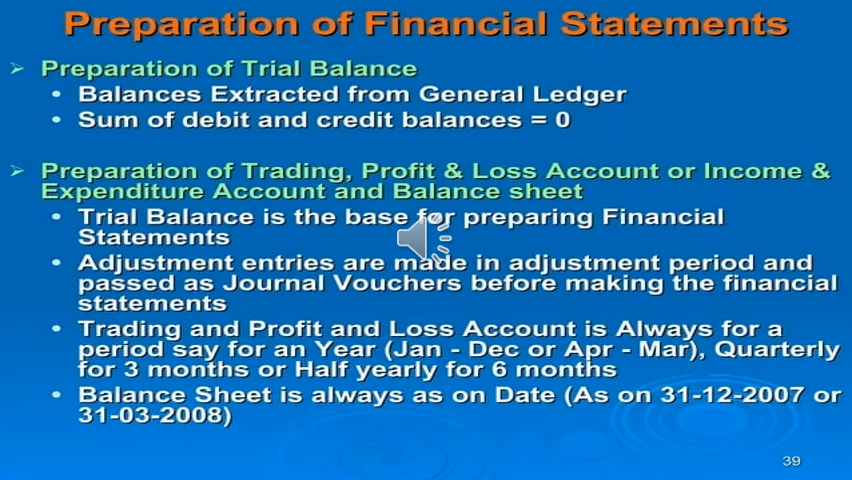 Preparation of Financial Statements
Preparation of Trial Balance
Balances Extracted from General Ledger
Sum of debit and credit balances = 0
Preparation of Trading, Profit & Loss Account or Income &
Expenditure Account and Balance sheet
Trial Balance is the base for preparing Financial
Statements
Adjustment entries are made in adjustment period and
passed as Journal Vouchers before making the financial
statements
Trading and Profit and Loss Account is Always for a
period say for an Year (Jan - Dec or Apr - Mar), Quarterly
for 3 months or Half yearly for 6 months
Balance Sheet is always as on Date (As on 31-12-2007 or
31-03-2008)
39